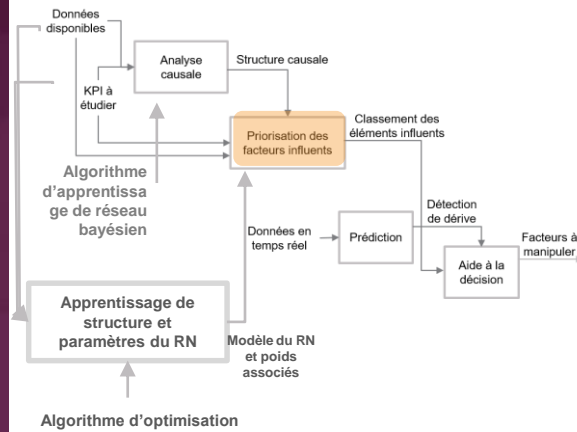 Données
disponibles
Analyse
causale
Structure causale
KPI à
étudier
Priorisation des
facteurs influents
Classement des
éléments influents
Algorithme
d'apprentissa
ge de réseau
bayésien
Données en
temps réel
Prédiction
Détection
de dérive
Aide à la
décision
Facteurs à
manipuler
Apprentissage de
structure et
paramètres du RN
Modèle du RN
et poids
associés
Algorithme d'optimisation